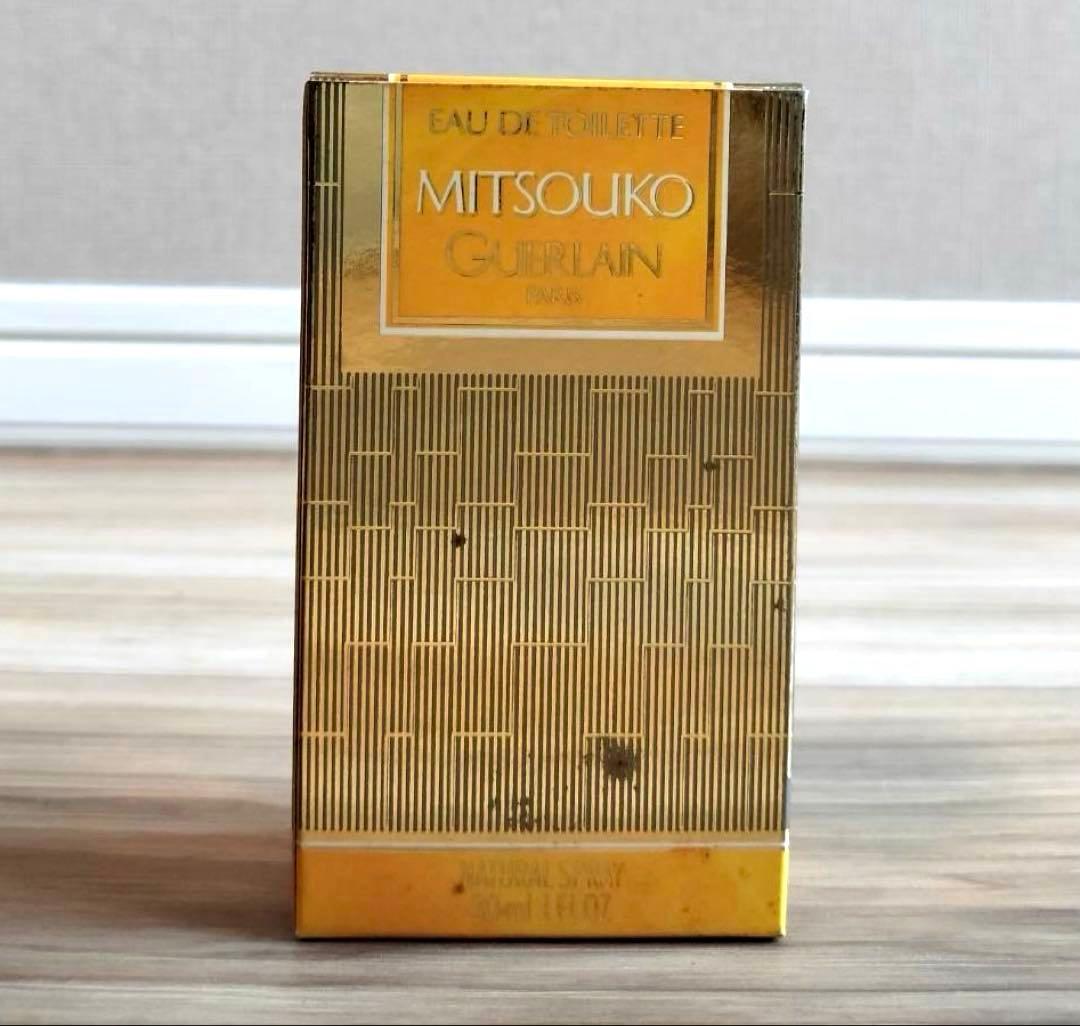 EAU DE TOILETTE
MITSOUKO
GUERLAIN
PARIS
NATURAL SPRAY
30ml 1 FL OZ